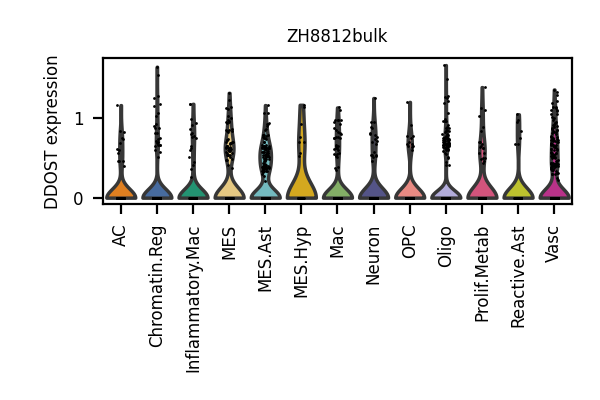 ZH8812bulk
DDOST expression
1
0
AC
Chromatin.Reg
Inflammatory.Mac
MES
MES.Ast
MES.Hyp
Mac
Neuron
OPC
Oligo
Prolif.Metab
Reactive.Ast
Vasc